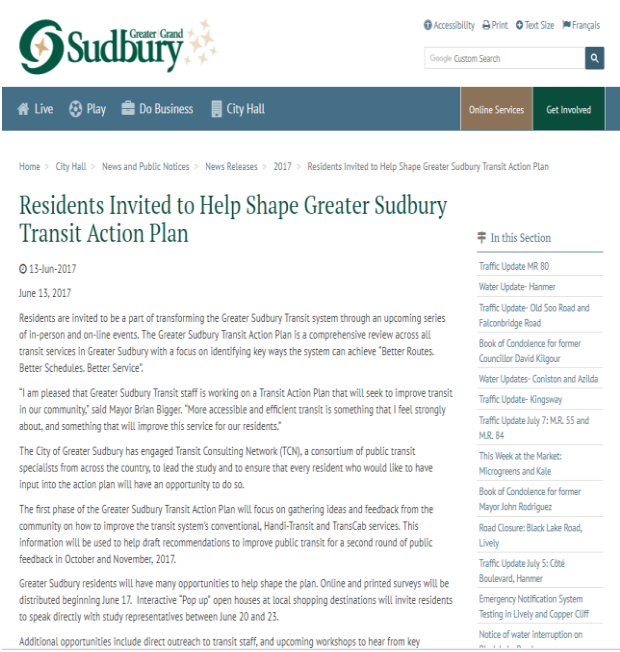 Greater Grand
Sudbury
Accessibility Print Text Size Français
Google Custom Search
Live Play Do Business City Hall Online Services Get Involved
Home > City Hall > News and Public Notices > News Releases > 2017 > Residents Invited to Help Shape Greater Sudbury Transit Action Plan
Residents Invited to Help Shape Greater Sudbury
Transit Action Plan
13-Jun-2017
June 13, 2017
Residents are invited to be a part of transforming the Greater Sudbury Transit system through an upcoming series
of in-person and on-line events. The Greater Sudbury Transit Action Plan is a comprehensive review across all
transit services in Greater Sudbury with a focus on identifying key ways the system can achieve “Better Routes.
Better Schedules. Better Service”.
“I am pleased that Greater Sudbury Transit staff is working on a Transit Action Plan that will seek to improve transit
in our community,” said Mayor Brian Bigger. “More accessible and efficient transit is something that I feel strongly
about, and something that will improve this service for our residents.”
The City of Greater Sudbury has engaged Transit Consulting Network (TCN), a consortium of public transit
specialists from across the country, to lead the study and to ensure that every resident who would like to have
input into the action plan will have an opportunity to do so.
The first phase of the Greater Sudbury Transit Action Plan will focus on gathering ideas and feedback from the
community on how to improve the transit system’s conventional, Handi-Transit and TransCab services. This
information will be used to help draft recommendations to improve public transit for a second round of public
feedback in October and November, 2017.
Greater Sudbury residents will have many opportunities to help shape the plan. Online and printed surveys will be
distributed beginning June 17. Interactive “Pop up” open houses at local shopping destinations will invite residents
to speak directly with study representatives between June 20 and 23.
Additional opportunities include direct outreach to transit staff, and upcoming workshops to hear from key
In this Section
Traffic Update MR 80
Water Update- Hanmer
Traffic Update- Old Soo Road and
Falconbridge Road
Book of Condolence for former
Councillor David Kilgour
Water Updates- Coniston and Azilda
Traffic Update- Kingsway
Traffic Update July 7: M.R. 55 and
M.R. 84
This Week at the Market:
Microgreens and Kale
Book of Condolence for former
Mayor John Rodriguez
Road Closure: Black Lake Road,
Lively
Traffic Update July 5: Côté
Boulevard, Hanmer
Emergency Notification System
Testing in Lively and Copper Cliff
Notice of water interruption on